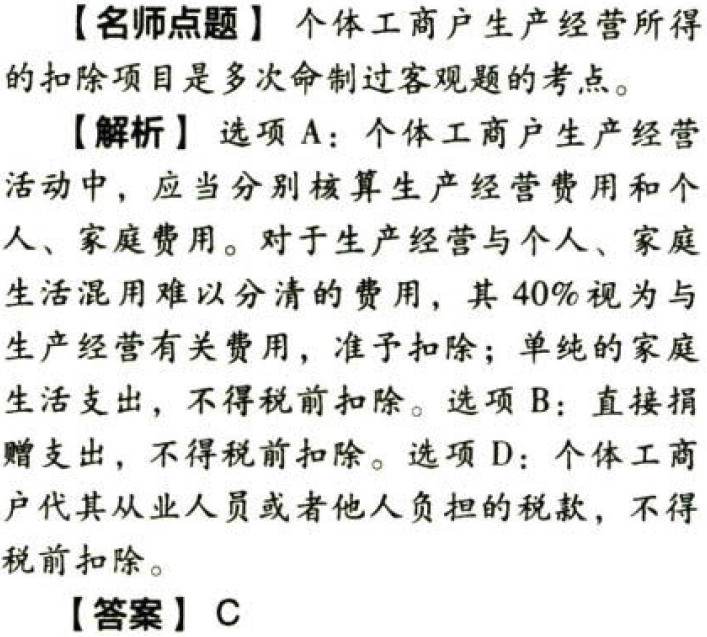 【名师点题】 个体工商户生产经营所得
的扣除项目是多次命制过客观题的考点。
【解析】 选项 A：个体工商户生产经营
活动中，应当分别核算生产经营费用和个
人、家庭费用。对于生产经营与个人、家庭
生活混用难以分清的费用，其 40%视为与
生产经营有关费用，准予扣除；单纯的家庭
生活支出，不得税前扣除。选项 B：直接捐
赠支出，不得税前扣除。选项 D：个体工商
户代其从业人员或者他人负担的税款，不得
税前扣除。
【答案】 C